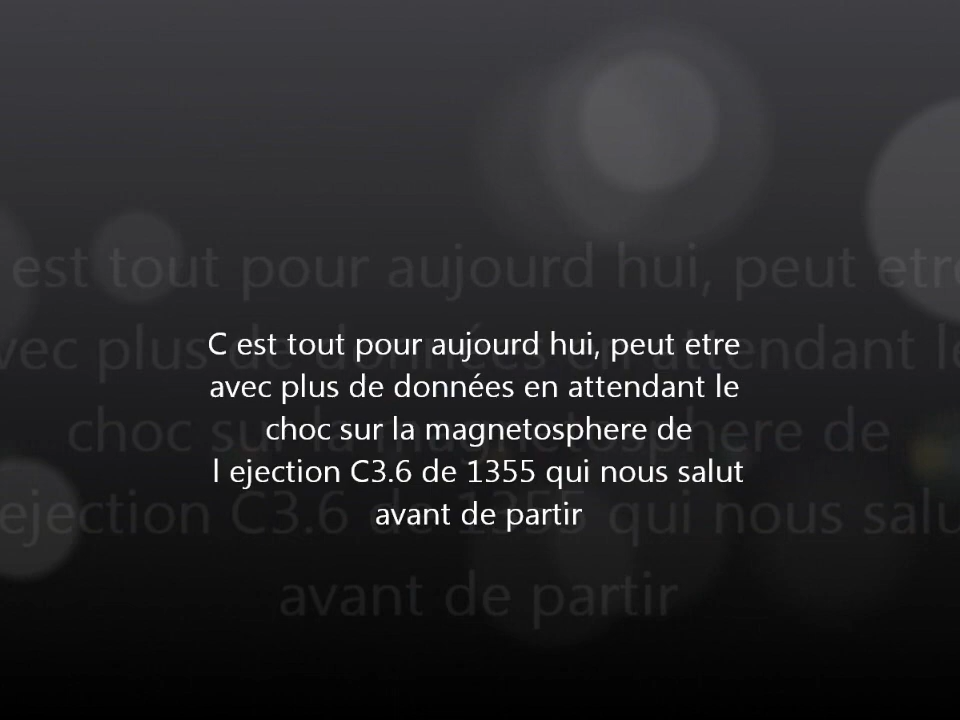 C est tout pour aujourd hui, peut etre
avec plus de données en attendant le
choc sur la magnetosphere de
l ejection C3.6 de 1355 qui nous salut
avant de partir